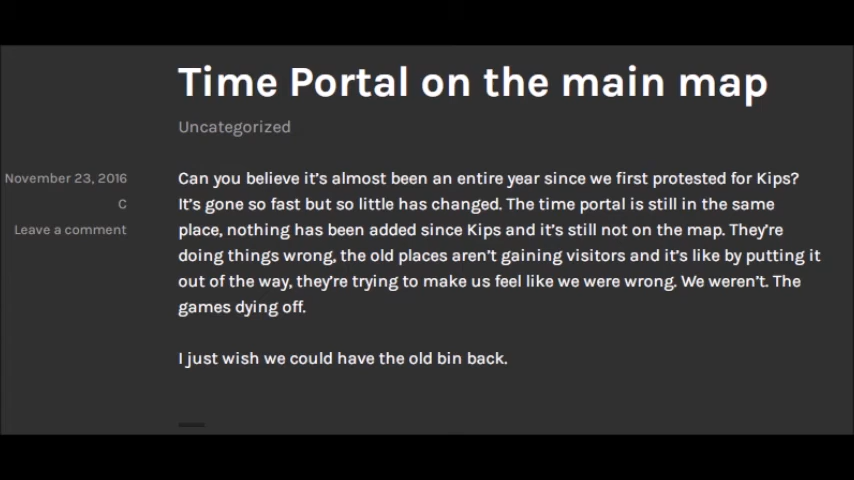 Time Portal on the main map
Uncategorized
November 23, 2016
C
Leave a comment
Can you believe it's almost been an entire year since we first protested for Kips?
It's gone so fast but so little has changed. The time portal is still in the same
place, nothing has been added since Kips and it's still not on the map. They're
doing things wrong, the old places aren't gaining visitors and it's like by putting it
out of the way, they're trying to make us feel like we were wrong. We weren't. The
games dying off.
I just wish we could have the old bin back.